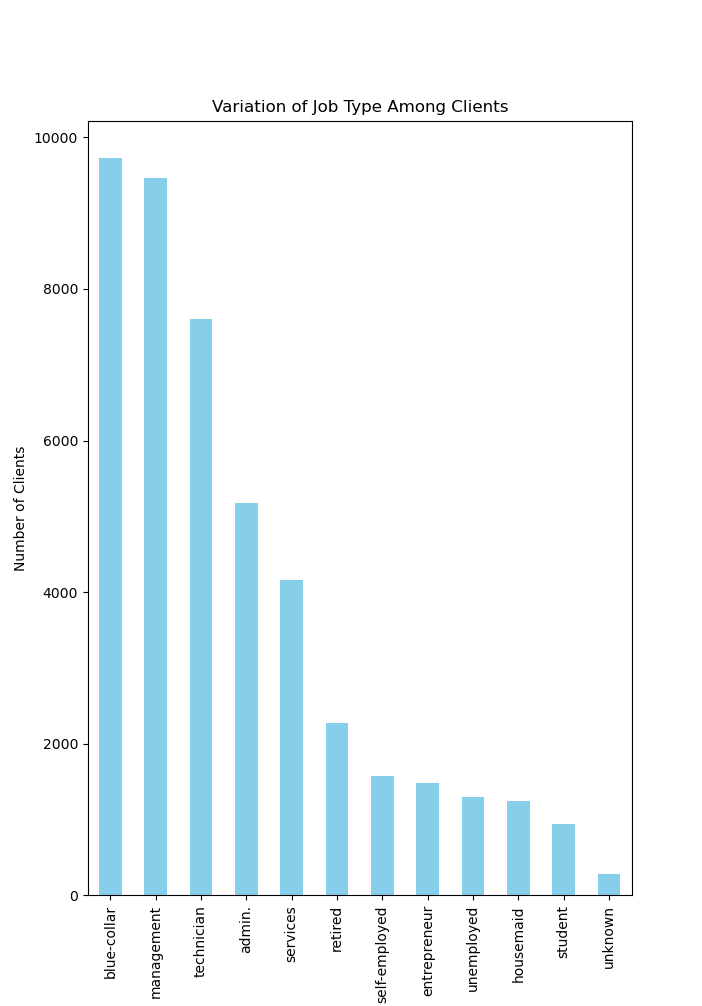 Variation of Job Type Among Clients
10000
8000
6000
4000
2000
0
Number of Clients
blue-collar
management
technician
admin.
services
retired
self-employed
entrepreneur
unemployed
housemaid
student
unknown